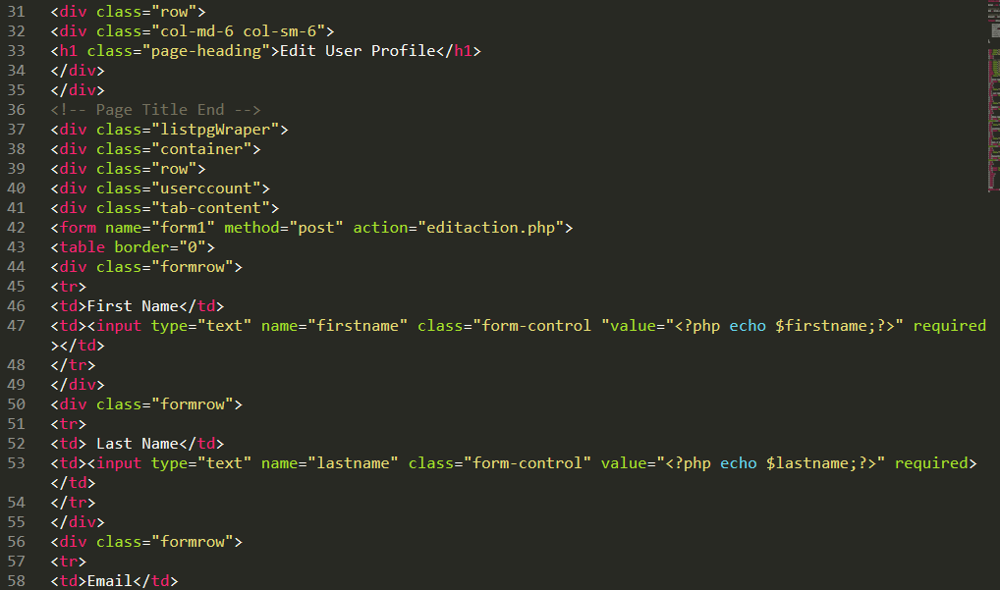 31 <div class="row">
32 <div class="col-md-6 col-sm-6">
33 <h1 class="page-heading">Edit User Profile</h1>
34 </div>
35 </div>
36 <!-- Page Title End -->
37 <div class="listpgWraper">
38 <div class="container">
39 <div class="row">
40 <div class="userccount">
41 <div class="tab-content">
42 <form name="form1" method="post" action="editaction.php">
43 <table border="0">
44 <div class="formrow">
45 <tr>
46 <td>First Name</td>
47 <td><input type="text" name="firstname" class="form-control "value="<?php echo $firstname;?>" required
></td>
48 </tr>
49 </div>
50 <div class="formrow">
51 <tr>
52 <td> Last Name</td>
53 <td><input type="text" name="lastname" class="form-control" value="<?php echo $lastname;?>" required>
</td>
54 </tr>
55 </div>
56 <div class="formrow">
57 <tr>
58 <td>Email</td>